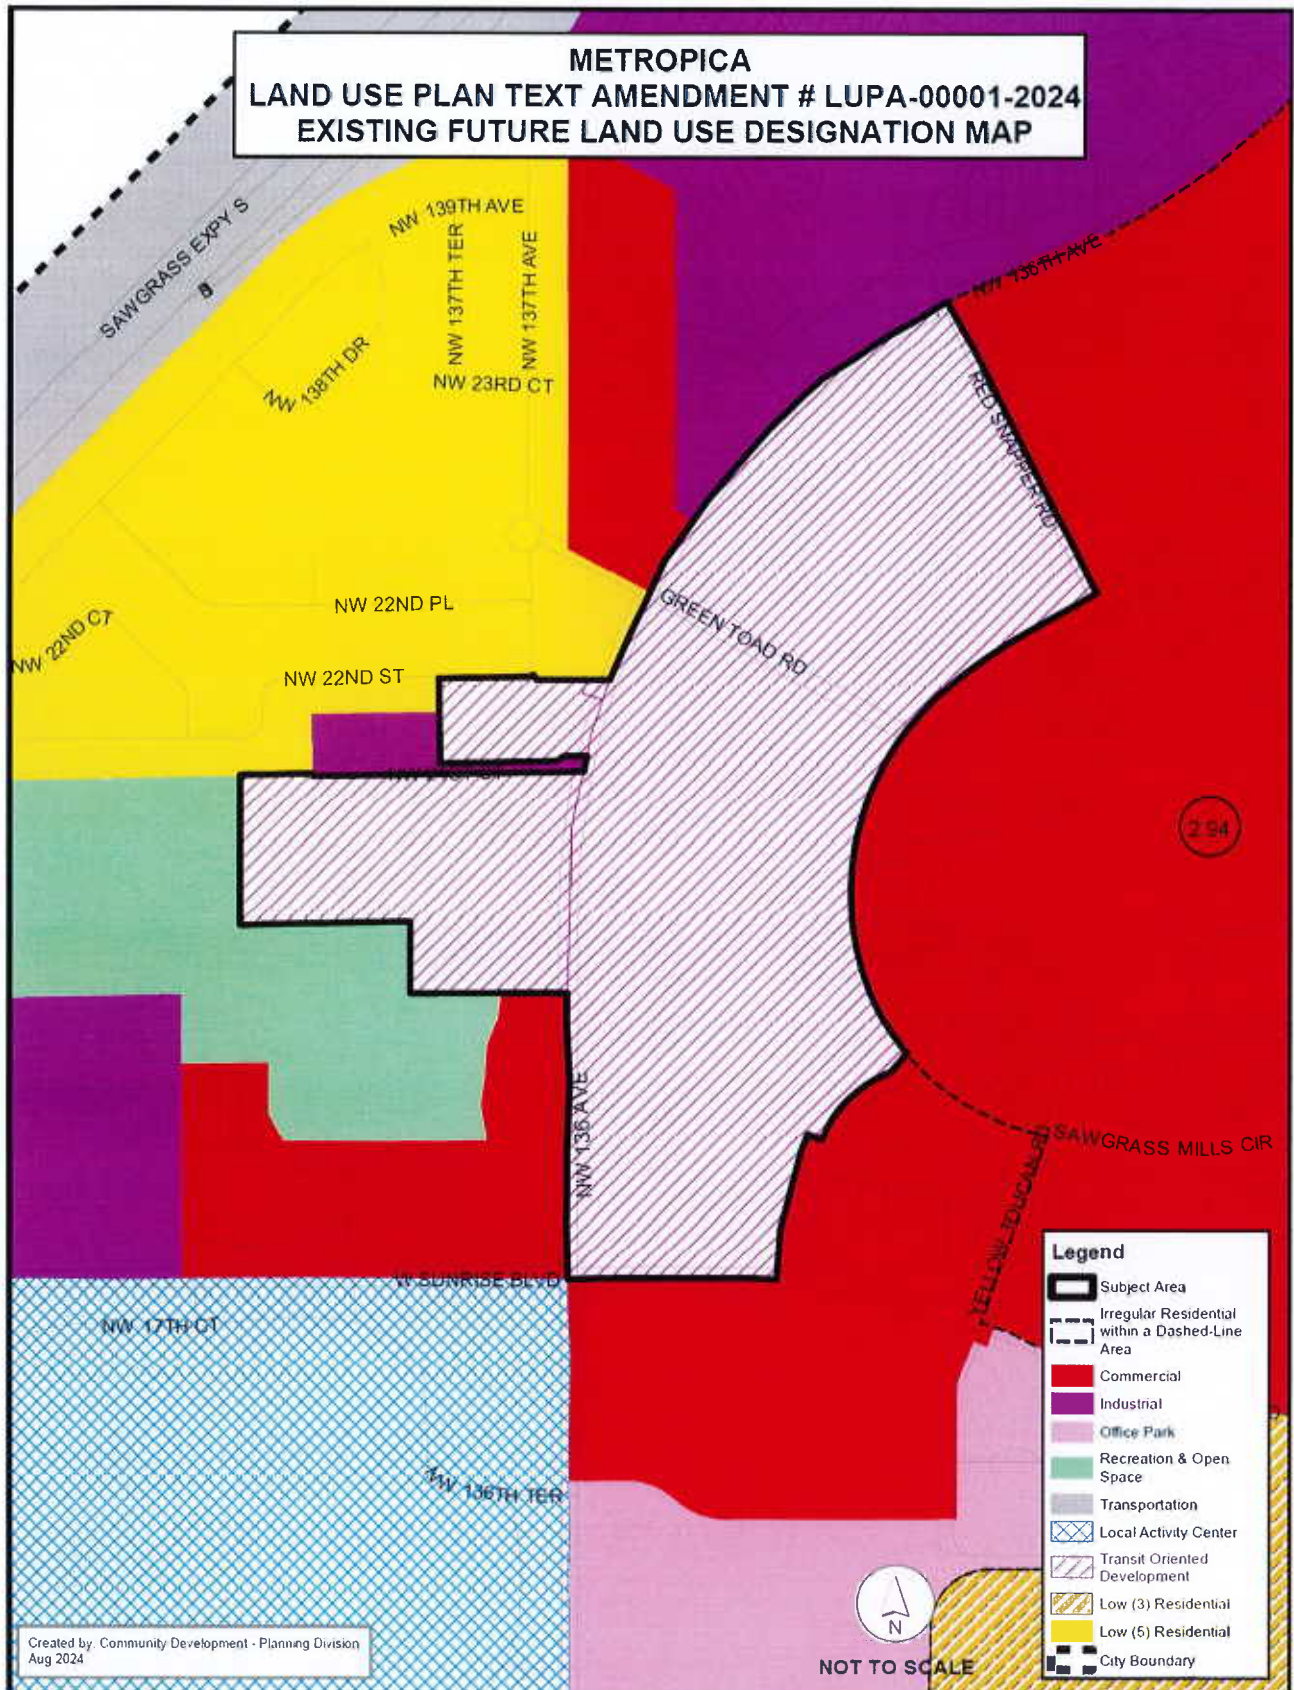 METROPICA
LAND USE PLAN TEXT AMENDMENT # LUPA-00001-2024
EXISTING FUTURE LAND USE DESIGNATION MAP
SAWGRASS EXPY S
NW 139TH AVE
NW 137TH TER
NW 137TH AVE
NW 138TH DR
NW 23RD CT
NW 136TH AVE
RED SNAPPER RD
NW 22ND PL
GREEN TOAD RD
NW 22ND CT
NW 22ND ST
2.94
NW 136 AVE
SAWGRASS MILLS CIR
YELLOW TOUCAN RD
W SUNRISE BLVD
NW 17TH CT
NW 136TH TER
Legend
Subject Area
Irregular Residential
within a Dashed-Line
Area
Commercial
Industrial
Office Park
Recreation & Open
Space
Transportation
Local Activity Center
Transit Oriented
Development
Low (3) Residential
Low (5) Residential
City Boundary
N
NOT TO SCALE
Created by: Community Development - Planning Division
Aug 2024